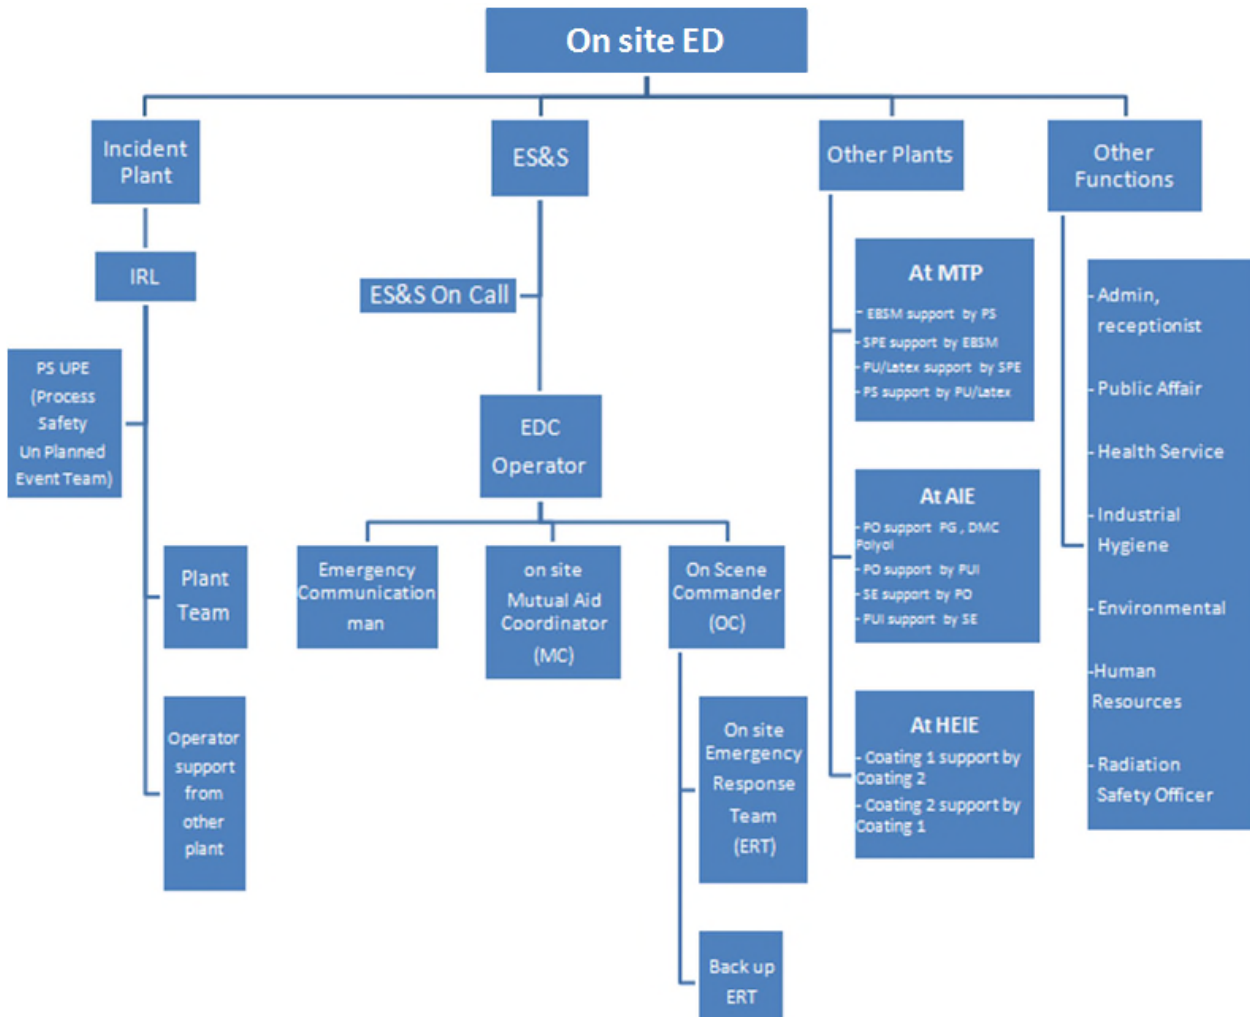 On site ED
Incident
Plant
ES&S
Other Plants
Other
Functions
IRL
ES&S On Call
PS UPE
(Process
Safety
Un Planned
Event Team)
EDC
Operator
Plant
Team
Operator
support
from
other
plant
Emergency
Communication
man
on site
Mutual Aid
Coordinator
(MC)
On Scene
Commander
(OC)
On site
Emergency
Response
Team
(ERT)
Back up
ERT
At MTP
- EBSM support by PS
- SPE support by EBSM
- PU/Latex support by SPE
- PS support by PU/Latex
At AIE
- PO support PG , DMC
Polyol
- PO support by PUI
- SE support by PO
- PUI support by SE
At HEIE
- Coating 1 support by
Coating 2
- Coating 2 support by
Coating 1
- Admin,
receptionist
- Public Affair
- Health Service
- Industrial
Hygiene
- Environmental
-Human
Resources
- Radiation
Safety Officer